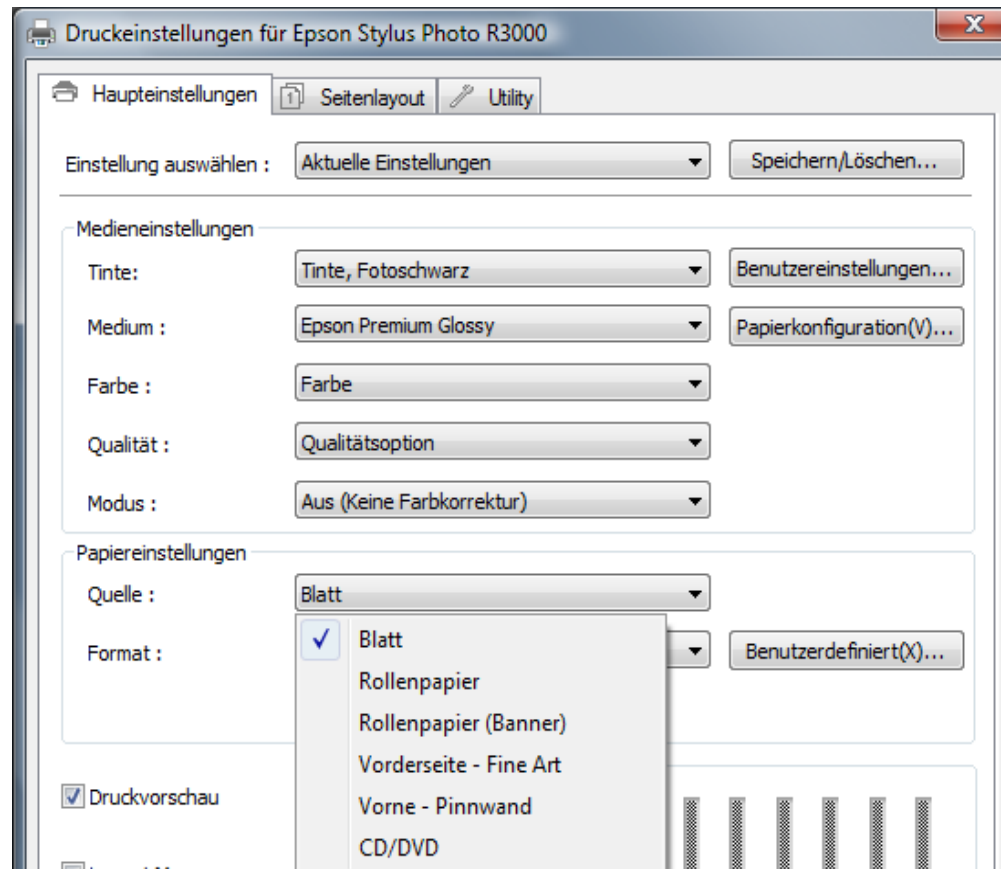 Druckeinstellungen für Epson Stylus Photo R3000
Haupteinstellungen
Seitenlayout
Utility
Einstellung auswählen :
Aktuelle Einstellungen
Speichern/Löschen...
Medieneinstellungen
Tinte:
Tinte, Fotoschwarz
Benutzereinstellungen...
Medium :
Epson Premium Glossy
Papierkonfiguration(V)...
Farbe :
Farbe
Qualität :
Qualitätsoption
Modus :
Aus (Keine Farbkorrektur)
Papiereinstellungen
Quelle :
Blatt
Format :
Benutzerdefiniert(X)...
Blatt
Rollenpapier
Rollenpapier (Banner)
Vorderseite - Fine Art
Vorne - Pinnwand
CD/DVD
Druckvorschau